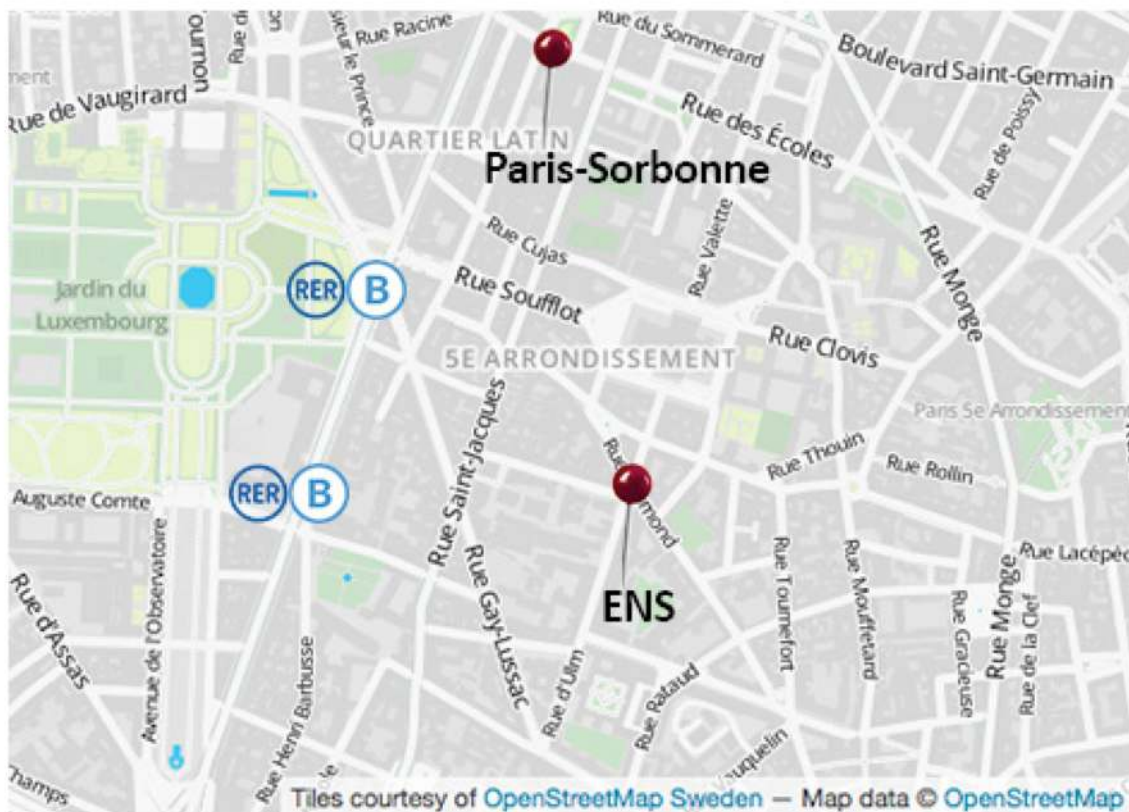 Rue Racine
Rue du Sommerard
Boulevard Saint-Germain
Rue de Vaugirard
QUARTIER LATIN
Rue des Écoles
Rue de Poissy
Paris-Sorbonne
Rue Valette
Rue Cujas
Rue Monge
Jardin du
Luxembourg
RER B
Rue Soufflot
5E ARRONDISSEMENT
Rue Clovis
Paris 5e Arrondissement
Rue Saint-Jacques
Rue Thouin
Rue Rollin
Auguste Comte
RER B
mond
Rue Lacépèd
ENS
Rue d'Assas
Avenue de l'Observatoire
Rue Henri Barbusse
Rue Gay-Lussac
Rue d'Ulm
Rue Rataud
Rue Tournefort
Rue Mouffetard
Rue Gracieuse
Rue Monge
Rue de la Clef
Champs
Tiles courtesy of OpenStreetMap Sweden — Map data © OpenStreetMap